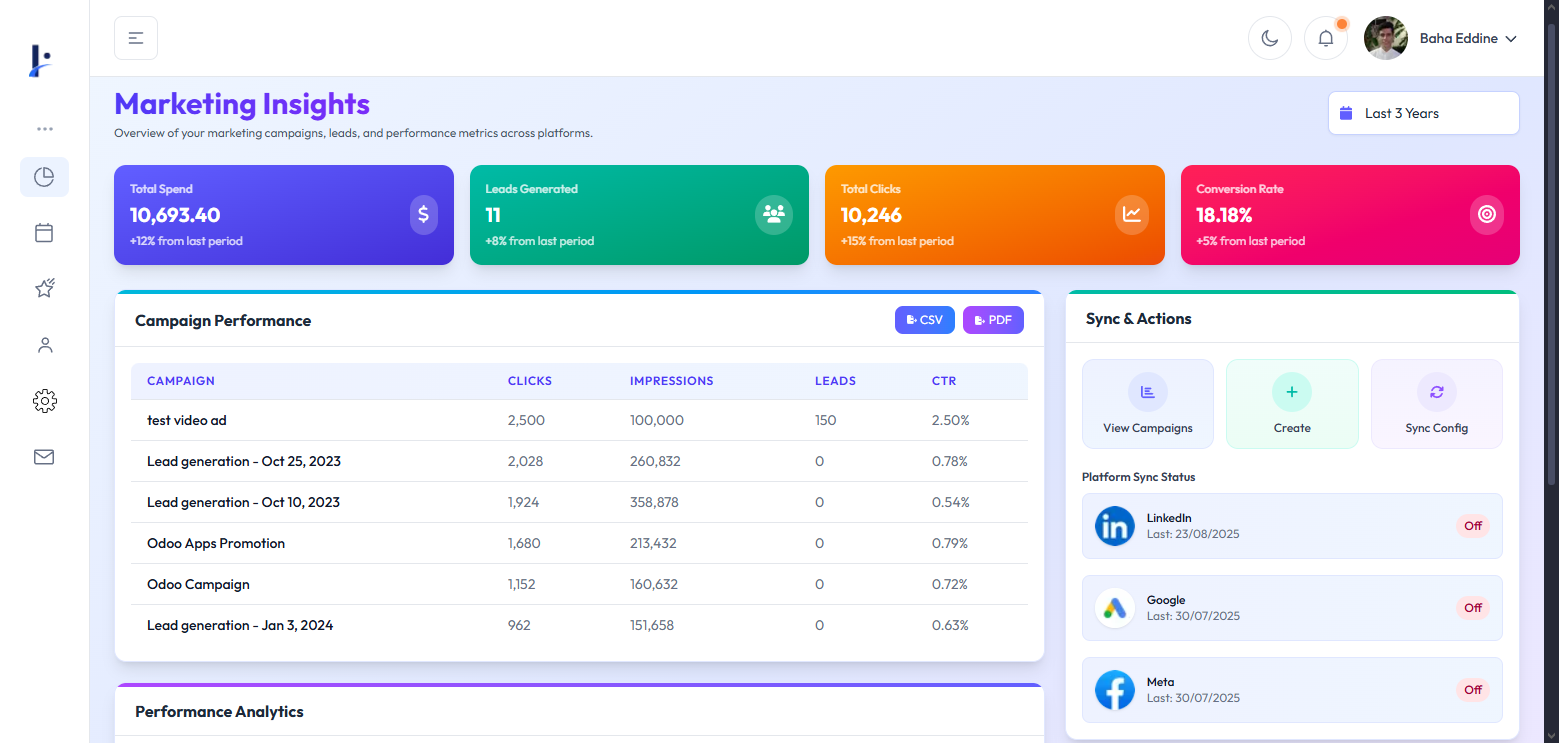 Baha Eddine
Marketing Insights
Overview of your marketing campaigns, leads, and performance metrics across platforms.
Last 3 Years
Total Spend
10,693.40
+12% from last period
Leads Generated
11
+8% from last period
Total Clicks
10,246
+15% from last period
Conversion Rate
18.18%
+5% from last period
Campaign Performance
CSV
PDF
CAMPAIGN CLICKS IMPRESSIONS LEADS CTR
test video ad 2,500 100,000 150 2.50%
Lead generation - Oct 25, 2023 2,028 260,832 0 0.78%
Lead generation - Oct 10, 2023 1,924 358,878 0 0.54%
Odoo Apps Promotion 1,680 213,432 0 0.79%
Odoo Campaign 1,152 160,632 0 0.72%
Lead generation - Jan 3, 2024 962 151,658 0 0.63%
Performance Analytics
Sync & Actions
View Campaigns
Create
Sync Config
Platform Sync Status
LinkedIn
Last: 23/08/2025
Off
Google
Last: 30/07/2025
Off
Meta
Last: 30/07/2025
Off